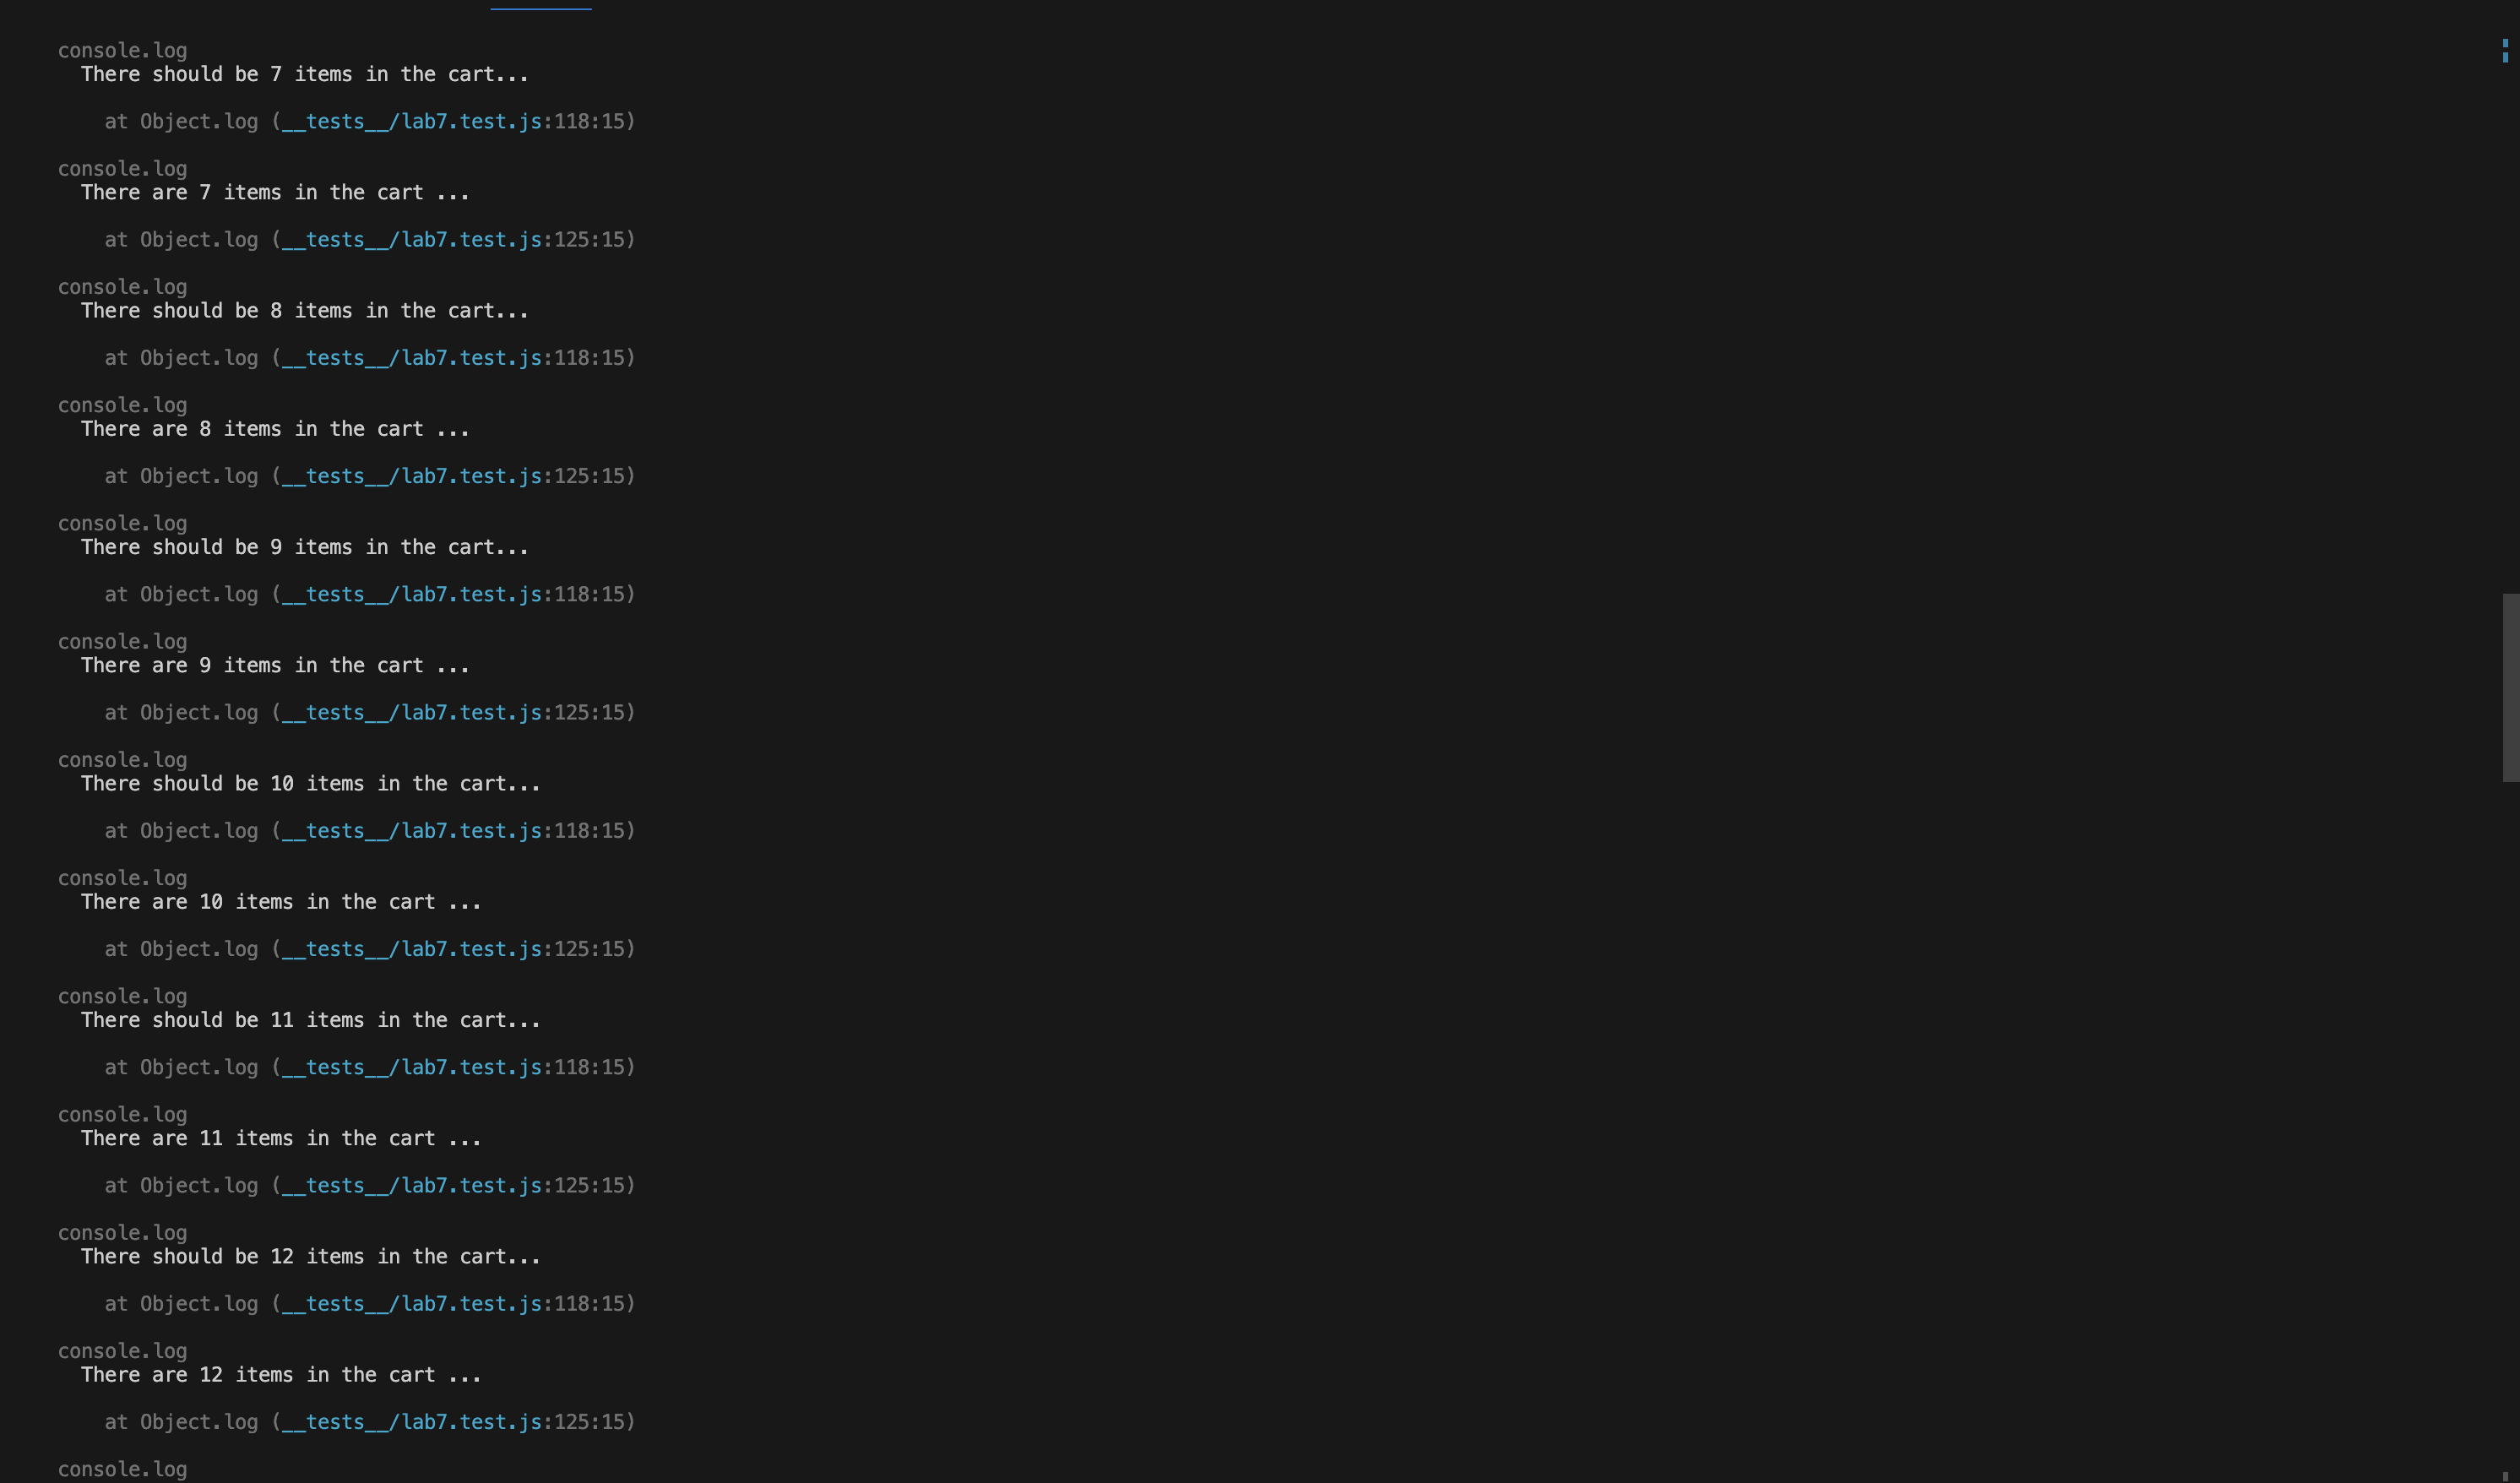 console.log
There should be 7 items in the cart...
at Object.log (__tests__/lab7.test.js:118:15)
console.log
There are 7 items in the cart ...
at Object.log (__tests__/lab7.test.js:125:15)
console.log
There should be 8 items in the cart...
at Object.log (__tests__/lab7.test.js:118:15)
console.log
There are 8 items in the cart ...
at Object.log (__tests__/lab7.test.js:125:15)
console.log
There should be 9 items in the cart...
at Object.log (__tests__/lab7.test.js:118:15)
console.log
There are 9 items in the cart ...
at Object.log (__tests__/lab7.test.js:125:15)
console.log
There should be 10 items in the cart...
at Object.log (__tests__/lab7.test.js:118:15)
console.log
There are 10 items in the cart ...
at Object.log (__tests__/lab7.test.js:125:15)
console.log
There should be 11 items in the cart...
at Object.log (__tests__/lab7.test.js:118:15)
console.log
There are 11 items in the cart ...
at Object.log (__tests__/lab7.test.js:125:15)
console.log
There should be 12 items in the cart...
at Object.log (__tests__/lab7.test.js:118:15)
console.log
There are 12 items in the cart ...
at Object.log (__tests__/lab7.test.js:125:15)
console.log